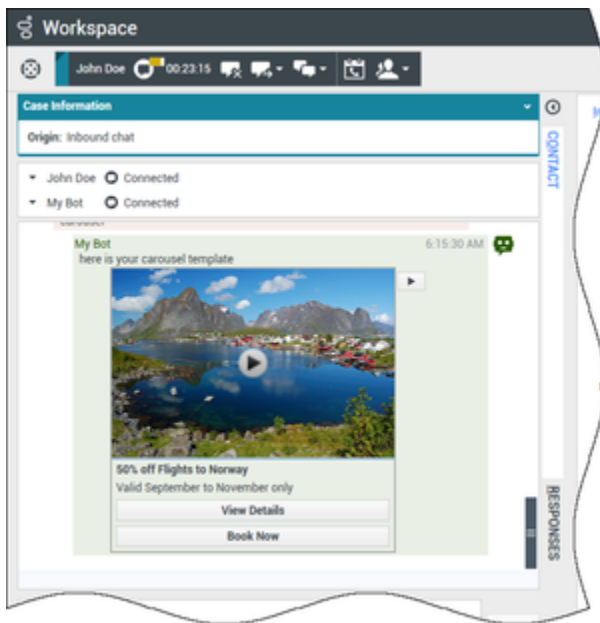 Workspace
John Doe 00:23:15
Case Information
Origin: Inbound chat
CONTACT
John Doe Connected
My Bot Connected
carousel
My Bot 6:15:30 AM
here is your carousel template
50% off Flights to Norway
Valid September to November only
View Details
Book Now
RESPONSES